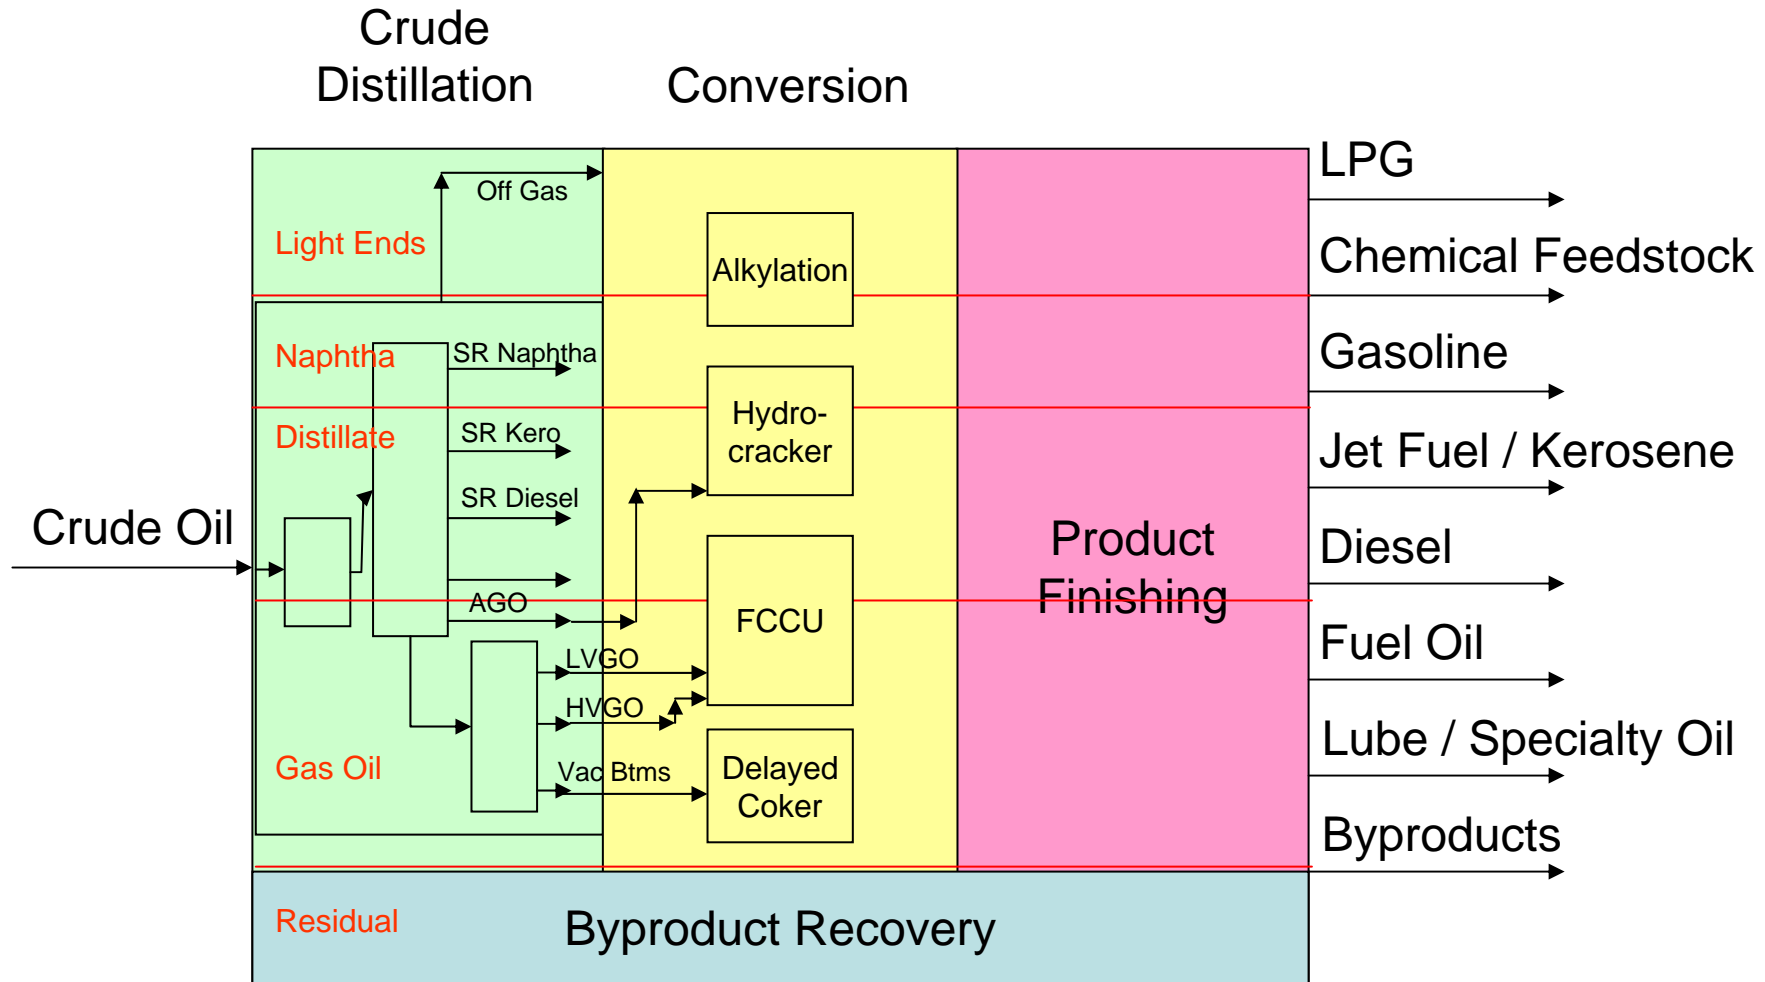 Crude
Distillation
Conversion
LPG
Off Gas
Light Ends
Chemical Feedstock
Alkylation
Naphtha
SR Naphtha
Gasoline
Hydro-
cracker
Distillate
SR Kero
Jet Fuel / Kerosene
SR Diesel
Crude Oil
Product
Finishing
Diesel
AGO
FCCU
Fuel Oil
LVGO
HVGO
Lube / Specialty Oil
Gas Oil
Vac Btms
Delayed
Coker
Byproducts
Residual
Byproduct Recovery